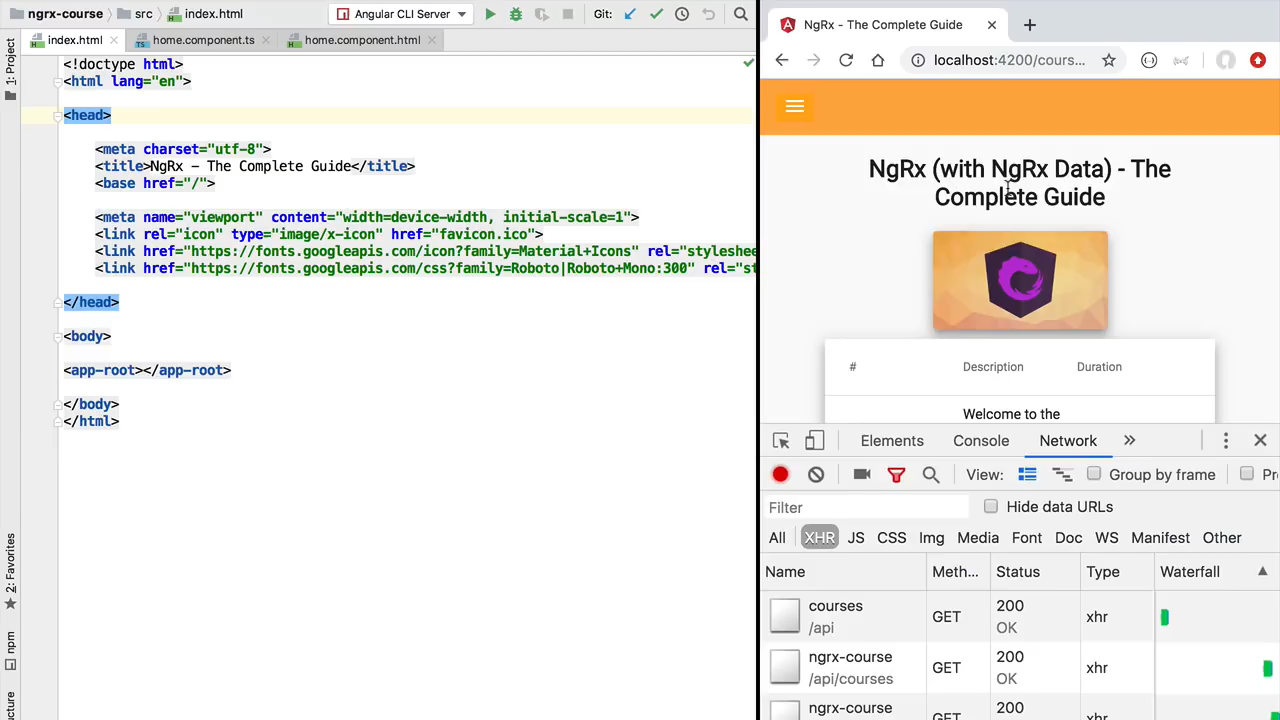 ngrx-course
src
index.html
Angular CLI Server
Git:
index.html
home.component.ts
home.component.html
1: Project
2: Favorites
npm
<!doctype html>
<html lang="en">
<head>
<meta charset="utf-8">
<title>NgRx – The Complete Guide</title>
<base href="/">
<meta name="viewport" content="width=device-width, initial-scale=1">
<link rel="icon" type="image/x-icon" href="favicon.ico">
<link href="https://fonts.googleapis.com/icon?family=Material+Icons" rel="styleshee
<link href="https://fonts.googleapis.com/css?family=Roboto|Roboto+Mono:300" rel="st
</head>
<body>
<app-root></app-root>
</body>
</html>
NgRx - The Complete Guide
localhost:4200/cours...
NgRx (with NgRx Data) - The
Complete Guide
# Description Duration
Welcome to the
Elements Console Network
View: Group by frame Pr
Filter Hide data URLs
All XHR JS CSS Img Media Font Doc WS Manifest Other
Name Meth... Status Type Waterfall
courses
/api
GET
200
OK
xhr
ngrx-course
/api/courses
GET
200
OK
xhr
ngrx-course
200